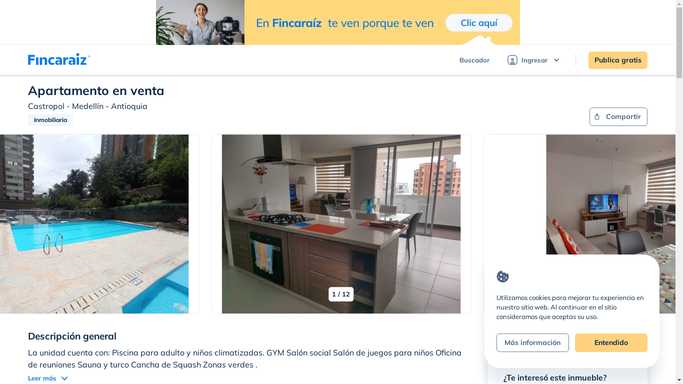 En Fincaraíz te ven porque te ven
Clic aquí
Fincaraiz
Buscador
Ingresar
Publica gratis
Apartamento en venta
Castropol - Medellín - Antioquia
Inmobiliaria
Compartir
1 / 12
Utilizamos cookies para mejorar tu experiencia en
nuestro sitio web. Al continuar en el sitio
consideramos que aceptas su uso.
Más información
Entendido
Descripción general
La unidad cuenta con: Piscina para adulto y niños climatizadas. GYM Salón social Salón de juegos para niños Oficina
de reuniones Sauna y turco Cancha de Squash Zonas verdes .
Leer más
¿Te interesó este inmueble?